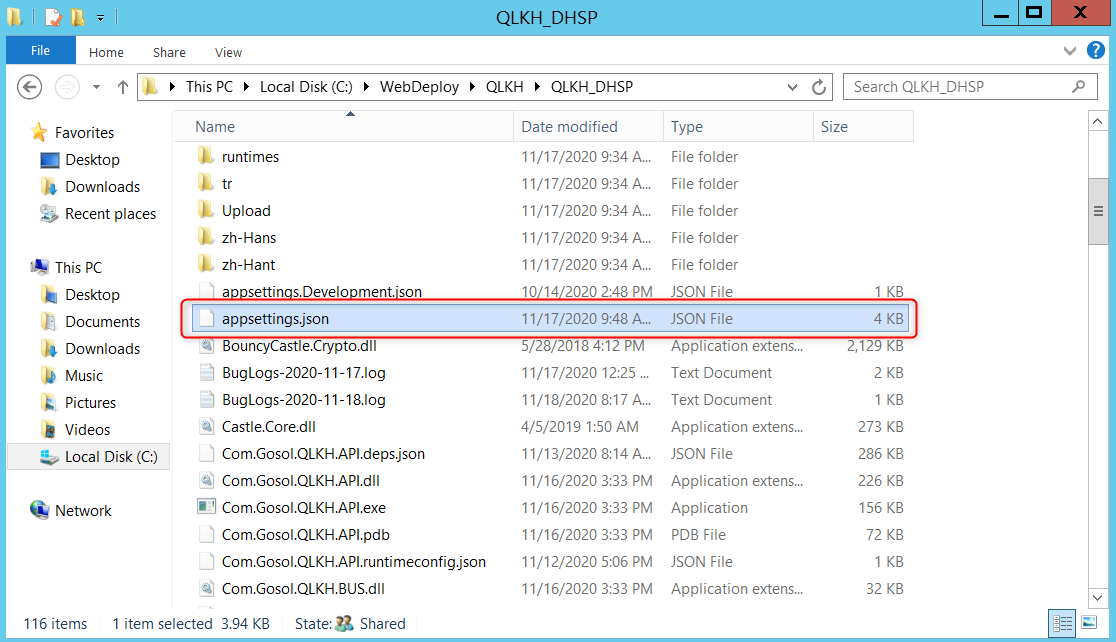 QLKH_DHSP
File Home Share View
This PC Local Disk (C:) WebDeploy QLKH QLKH_DHSP Search QLKH_DHSP
Favorites
Desktop
Downloads
Recent places
This PC
Desktop
Documents
Downloads
Music
Pictures
Videos
Local Disk (C:)
Network
Name Date modified Type Size
runtimes 11/17/2020 9:34 A... File folder
tr 11/17/2020 9:34 A... File folder
Upload 11/17/2020 9:34 A... File folder
zh-Hans 11/17/2020 9:34 A... File folder
zh-Hant 11/17/2020 9:34 A... File folder
appsettings.Development.json 10/14/2020 2:48 PM JSON File 1 KB
appsettings.json 11/17/2020 9:48 A... JSON File 4 KB
BouncyCastle.Crypto.dll 5/28/2018 4:12 PM Application extens... 2,129 KB
BugLogs-2020-11-17.log 11/17/2020 12:25 ... Text Document 2 KB
BugLogs-2020-11-18.log 11/18/2020 8:17 A... Text Document 1 KB
Castle.Core.dll 4/5/2019 1:50 AM Application extens... 273 KB
Com.Gosol.QLKH.API.deps.json 11/13/2020 8:14 A... JSON File 286 KB
Com.Gosol.QLKH.API.dll 11/16/2020 3:33 PM Application extens... 226 KB
Com.Gosol.QLKH.API.exe 11/16/2020 3:33 PM Application 156 KB
Com.Gosol.QLKH.API.pdb 11/16/2020 3:33 PM PDB File 72 KB
Com.Gosol.QLKH.API.runtimeconfig.json 11/12/2020 5:06 PM JSON File 1 KB
Com.Gosol.QLKH.BUS.dll 11/16/2020 3:33 PM Application extens... 32 KB
116 items 1 item selected 3.94 KB State: Shared